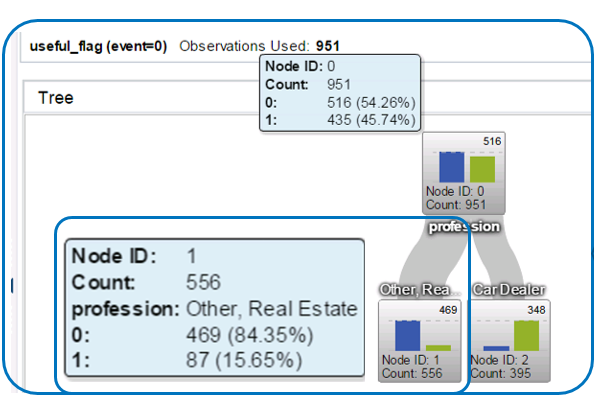 useful_flag (event=0) Observations Used: 951
Node ID: 0
Count: 951
0: 516 (54.26%)
1: 435 (45.74%)
Tree
516
Node ID: 0
Count: 951
profession
Node ID: 1
Count: 556
profession: Other, Real Estate
0: 469 (84.35%)
1: 87 (15.65%)
Other, Rea...
469
Node ID: 1
Count: 556
Car Dealer
348
Node ID: 2
Count: 395